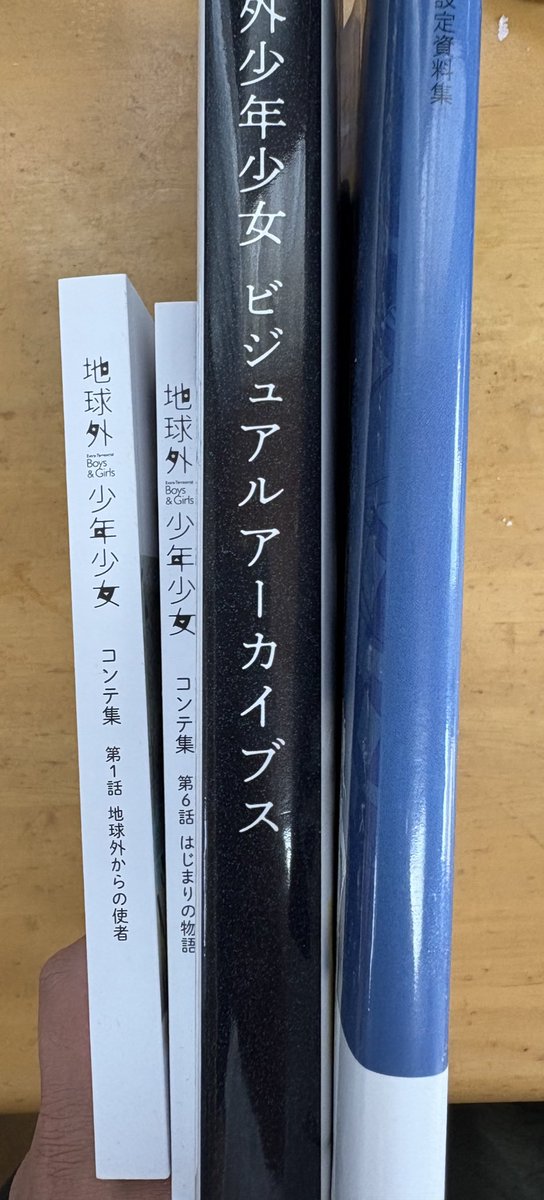 地球外
Extra-Terrestrial
Boys
& Girls
少年少女
コンテ集 第1話 地球外からの使者
地球外
Extra-Terrestrial
Boys
& Girls
少年少女
コンテ集 第6話 はじまりの物語
外少年少女 ビジュアルアーカイブス
設定資料集